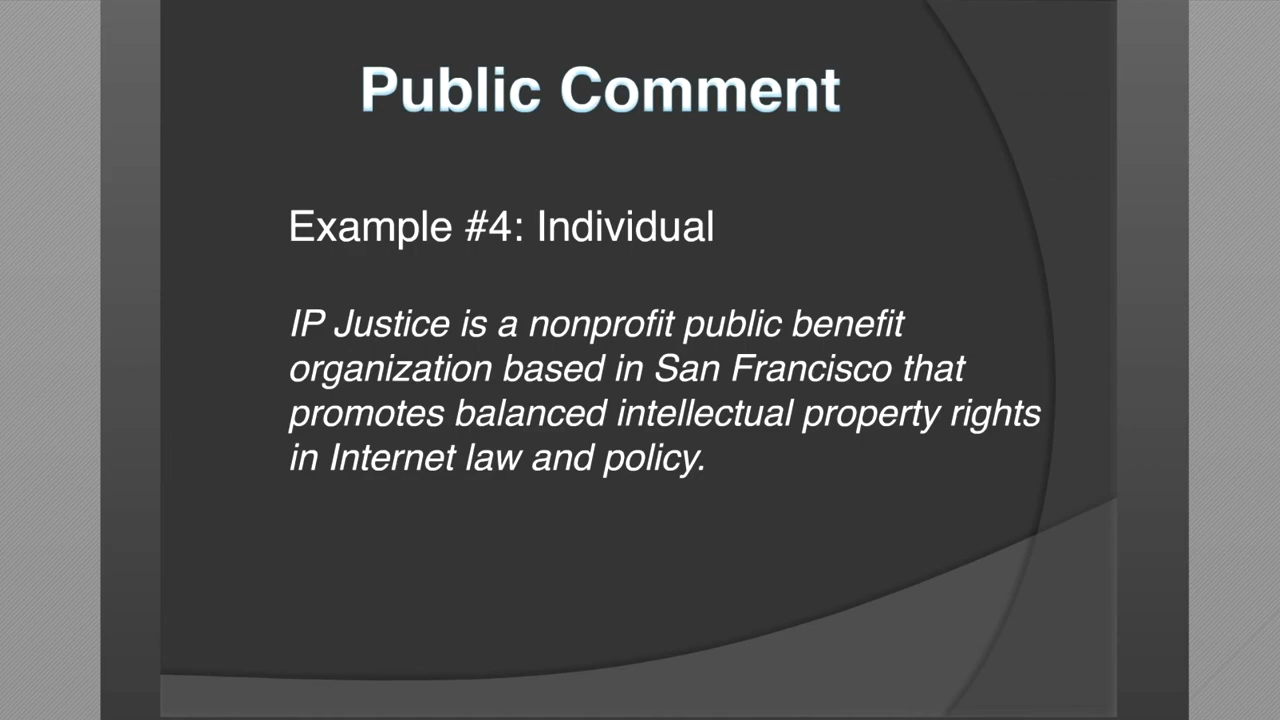 Public Comment
Example #4: Individual
IP Justice is a nonprofit public benefit
organization based in San Francisco that
promotes balanced intellectual property rights
in Internet law and policy.